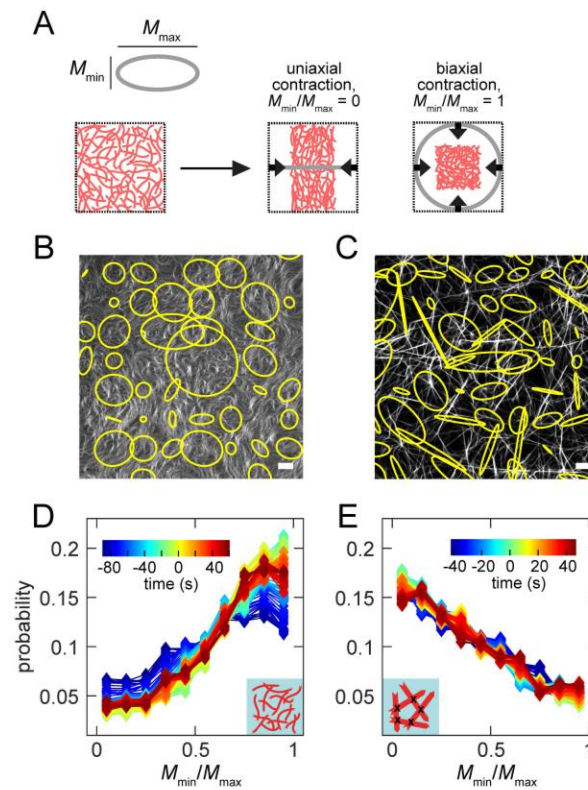 A
M_max
M_min
uniaxial
contraction,
M_min/M_max = 0
biaxial
contraction,
M_min/M_max = 1
B
C
D
E
0.2
0.15
0.1
0.05
probability
-80 -40 0 40
time (s)
0 0.5 1
M_min/M_max
0.2
0.15
0.1
0.05
-40 -20 0 20 40
time (s)
0 0.5 1
M_min/M_max